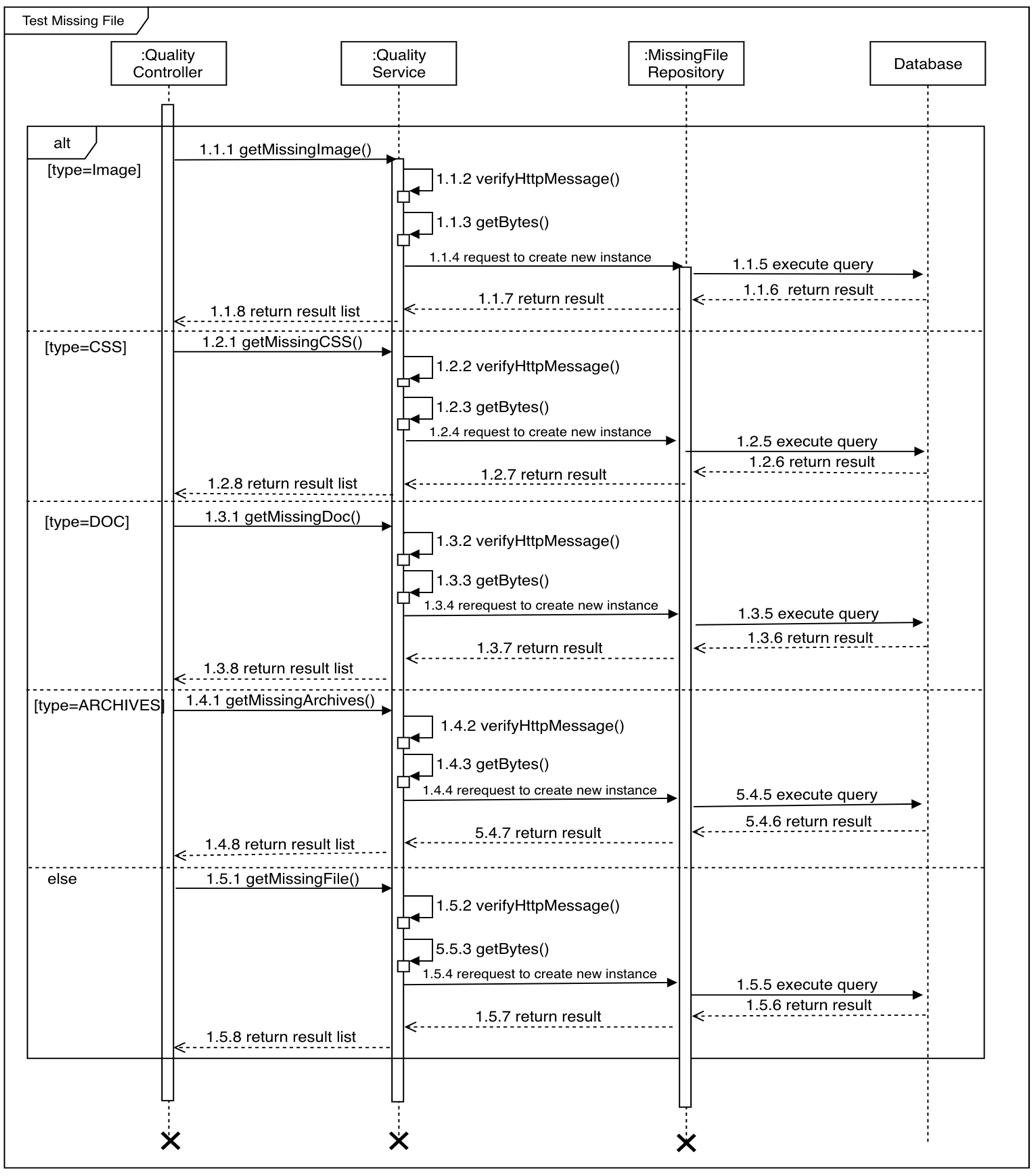 Test Missing File
:Quality
Controller
:Quality
Service
:MissingFile
Repository
Database
alt
[type=Image]
1.1.1 getMissingImage()
1.1.2 verifyHttpMessage()
1.1.3 getBytes()
1.1.4 request to create new instance
1.1.5 execute query
1.1.6 return result
1.1.7 return result
1.1.8 return result list
[type=CSS]
1.2.1 getMissingCSS()
1.2.2 verifyHttpMessage()
1.2.3 getBytes()
1.2.4 request to create new instance
1.2.5 execute query
1.2.6 return result
1.2.7 return result
1.2.8 return result list
[type=DOC]
1.3.1 getMissingDoc()
1.3.2 verifyHttpMessage()
1.3.3 getBytes()
1.3.4 rerequest to create new instance
1.3.5 execute query
1.3.6 return result
1.3.7 return result
1.3.8 return result list
[type=ARCHIVES]
1.4.1 getMissingArchives()
1.4.2 verifyHttpMessage()
1.4.3 getBytes()
1.4.4 rerequest to create new instance
5.4.5 execute query
5.4.6 return result
5.4.7 return result
1.4.8 return result list
else
1.5.1 getMissingFile()
1.5.2 verifyHttpMessage()
5.5.3 getBytes()
1.5.4 rerequest to create new instance
1.5.5 execute query
1.5.6 return result
1.5.7 return result
1.5.8 return result list